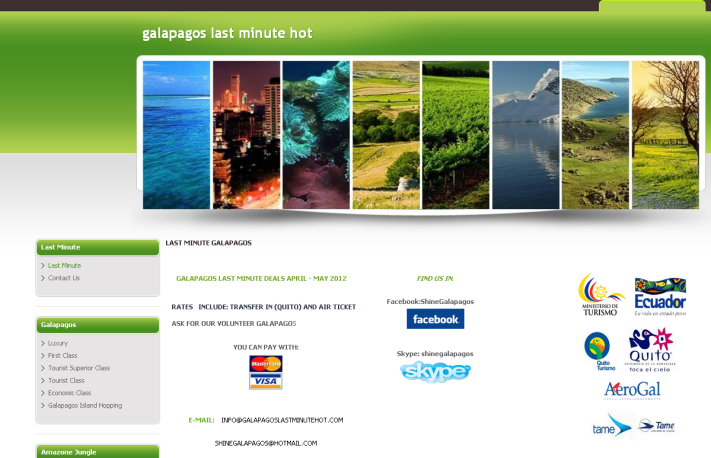 galapagos last minute hot
Last Minute
Last Minute
Contact Us
Galapagos
Luxury
First Class
Tourist Superior Class
Tourist Class
Economic Class
Galapagos Island Hopping
Amazone Jungle
LAST MINUTE GALAPAGOS
GALAPAGOS LAST MINUTE DEALS APRIL - MAY 2012
RATES INCLUDE: TRANSFER IN (QUITO) AND AIR TICKET
ASK FOR OUR VOLUNTEER GALAPAGOS
YOU CAN PAY WITH:
MasterCard
VISA
E-MAIL: INFO@GALAPAGOSLASTMINUTEHOT.COM
SHINEGALAPAGOS@HOTMAIL.COM
FIND US IN:
Facebook:ShineGalapagos
facebook
Skype: shinegalapagos
skype
MINISTERIO DE
TURISMO
Ecuador
La vida en estado puro
Quito
Turismo
QUITO
Toca el cielo
AeroGal
tame
Tame